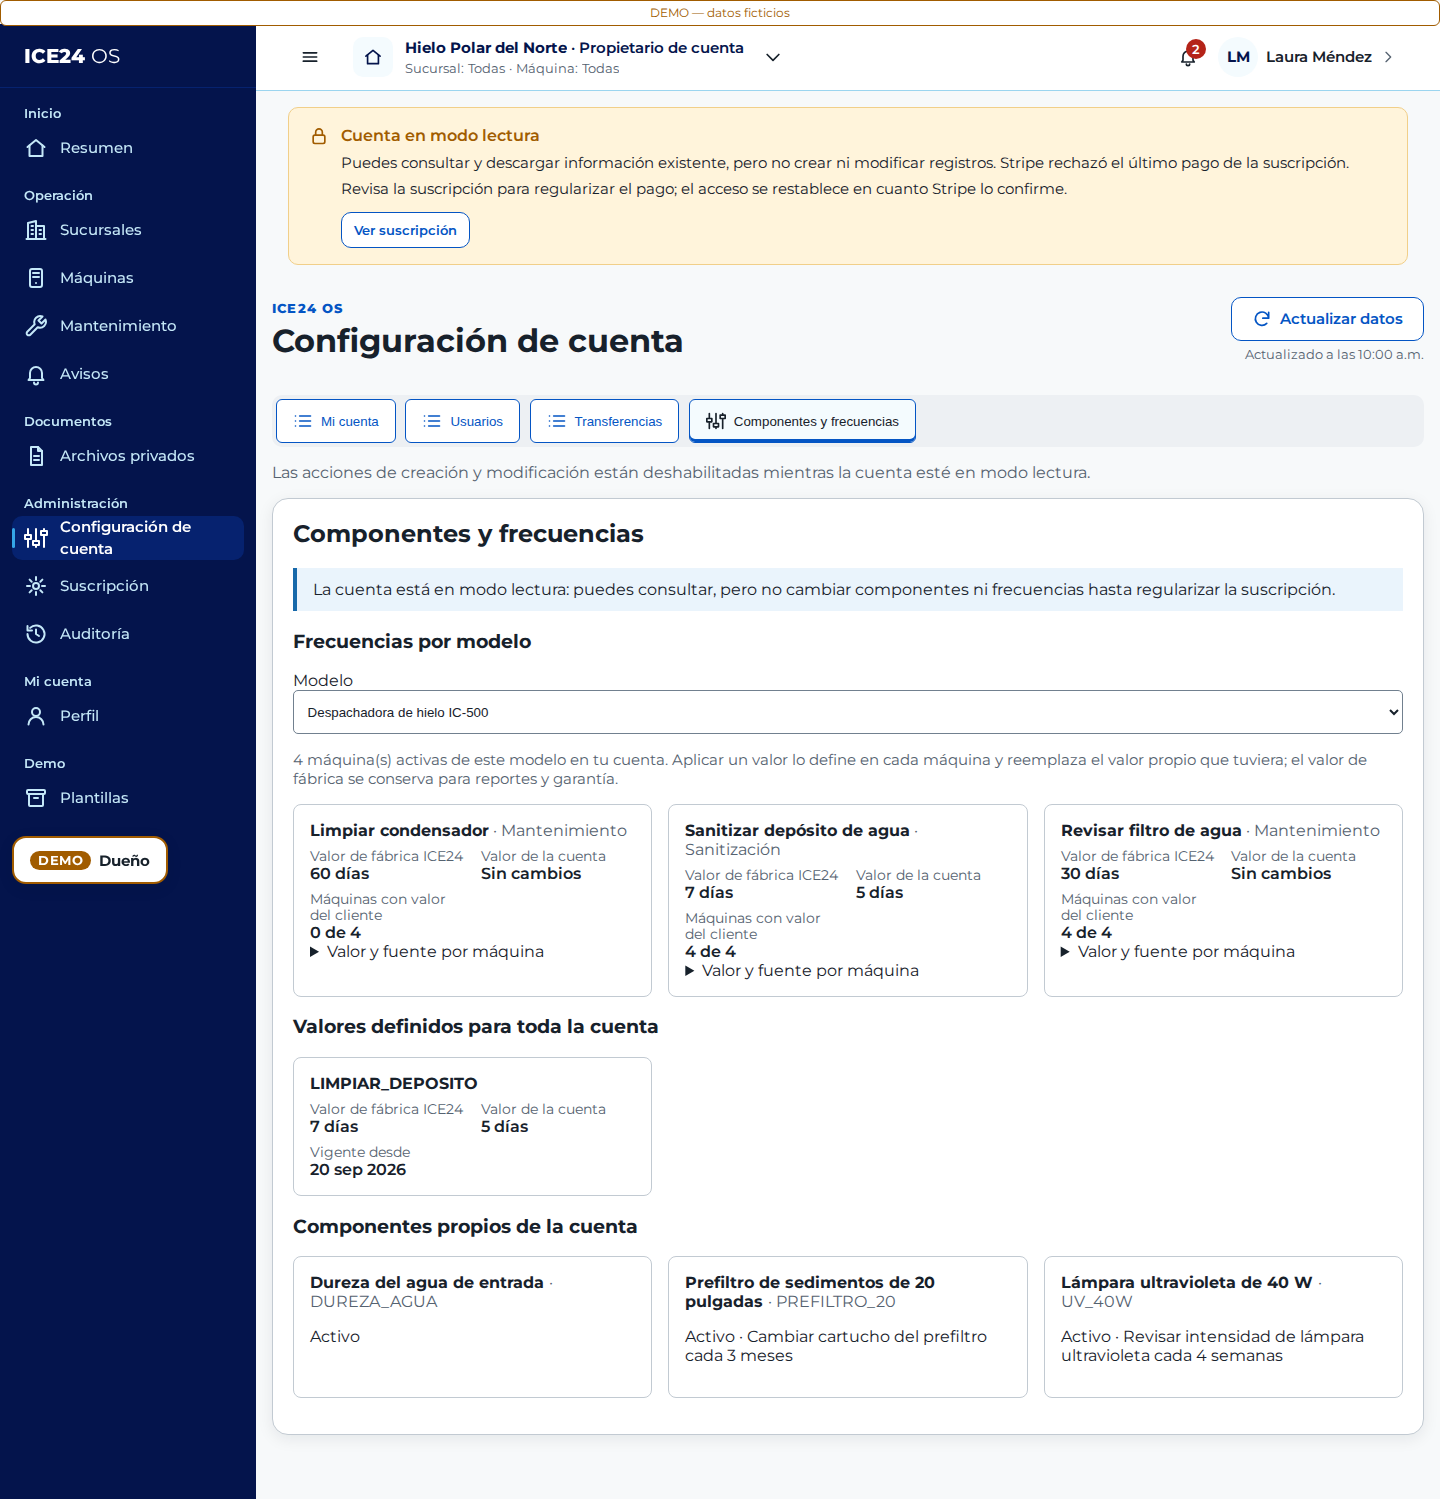 DEMO — datos ficticios
ICE24 OS
Inicio
Resumen
Operación
Sucursales
Máquinas
Mantenimiento
Avisos
Documentos
Archivos privados
Administración
Configuración de
cuenta
Suscripción
Auditoría
Mi cuenta
Perfil
Demo
Plantillas
DEMO Dueño
Hielo Polar del Norte · Propietario de cuenta
Sucursal: Todas · Máquina: Todas
2
LM Laura Méndez
Cuenta en modo lectura
Puedes consultar y descargar información existente, pero no crear ni modificar registros. Stripe rechazó el último pago de la suscripción.
Revisa la suscripción para regularizar el pago; el acceso se restablece en cuanto Stripe lo confirme.
Ver suscripción
ICE24 OS
Configuración de cuenta
Actualizar datos
Actualizado a las 10:00 a.m.
Mi cuenta
Usuarios
Transferencias
Componentes y frecuencias
Las acciones de creación y modificación están deshabilitadas mientras la cuenta esté en modo lectura.
Componentes y frecuencias
La cuenta está en modo lectura: puedes consultar, pero no cambiar componentes ni frecuencias hasta regularizar la suscripción.
Frecuencias por modelo
Modelo
Despachadora de hielo IC-500
4 máquina(s) activas de este modelo en tu cuenta. Aplicar un valor lo define en cada máquina y reemplaza el valor propio que tuviera; el valor de
fábrica se conserva para reportes y garantía.
Limpiar condensador · Mantenimiento
Valor de fábrica ICE24
60 días
Valor de la cuenta
Sin cambios
Máquinas con valor
del cliente
0 de 4
Valor y fuente por máquina
Sanitizar depósito de agua ·
Sanitización
Valor de fábrica ICE24
7 días
Valor de la cuenta
5 días
Máquinas con valor
del cliente
4 de 4
Valor y fuente por máquina
Revisar filtro de agua · Mantenimiento
Valor de fábrica ICE24
30 días
Valor de la cuenta
Sin cambios
Máquinas con valor
del cliente
4 de 4
Valor y fuente por máquina
Valores definidos para toda la cuenta
LIMPIAR_DEPOSITO
Valor de fábrica ICE24
7 días
Valor de la cuenta
5 días
Vigente desde
20 sep 2026
Componentes propios de la cuenta
Dureza del agua de entrada ·
DUREZA_AGUA
Activo
Prefiltro de sedimentos de 20
pulgadas · PREFILTRO_20
Activo · Cambiar cartucho del prefiltro
cada 3 meses
Lámpara ultravioleta de 40 W ·
UV_40W
Activo · Revisar intensidad de lámpara
ultravioleta cada 4 semanas